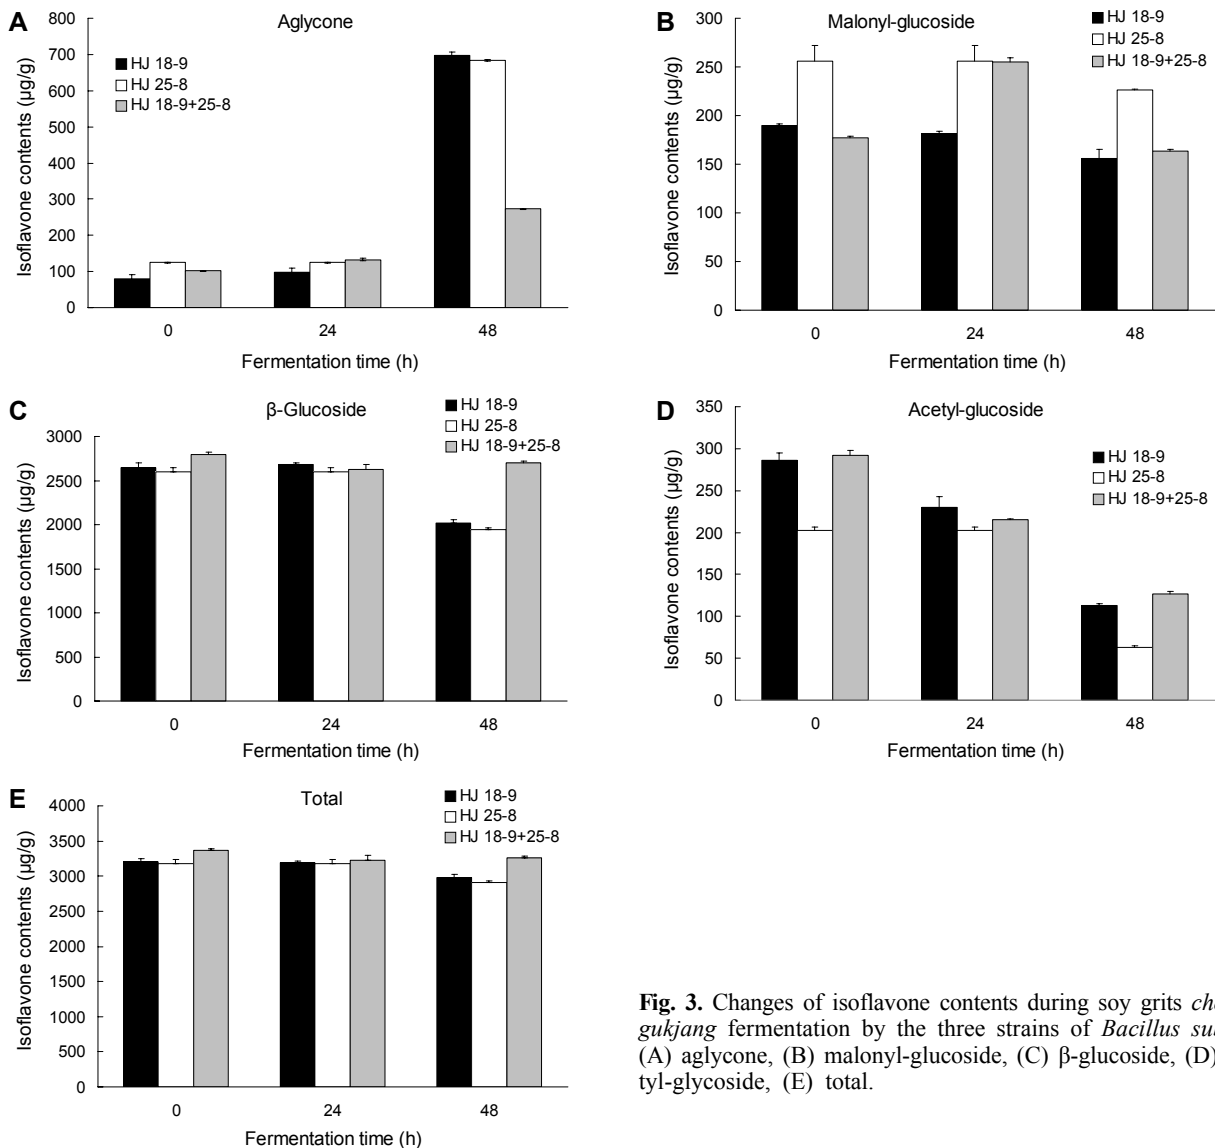 A
Aglycone
Isoflavone contents (μg/g)
800
700
600
500
400
300
200
100
0
HJ 18-9
HJ 25-8
HJ 18-9+25-8
0 24 48
Fermentation time (h)
B
Malonyl-glucoside
Isoflavone contents (μg/g)
300
250
200
150
100
50
0
HJ 18-9
HJ 25-8
HJ 18-9+25-8
0 24 48
Fermentation time (h)
C
β-Glucoside
Isoflavone contents (μg/g)
3000
2500
2000
1500
1000
500
0
HJ 18-9
HJ 25-8
HJ 18-9+25-8
0 24 48
Fermentation time (h)
D
Acetyl-glucoside
Isoflavone contents (μg/g)
350
300
250
200
150
100
50
0
HJ 18-9
HJ 25-8
HJ 18-9+25-8
0 24 48
Fermentation time (h)
E
Total
Isoflavone contents (μg/g)
4000
3500
3000
2500
2000
1500
1000
500
0
HJ 18-9
HJ 25-8
HJ 18-9+25-8
0 24 48
Fermentation time (h)
Fig. 3. Changes of isoflavone contents during soy grits
gukjang fermentation by the three strains of Bacillus
(A) aglycone, (B) malonyl-glucoside, (C) β-glucoside, (D)
tyl-glycoside, (E) total.